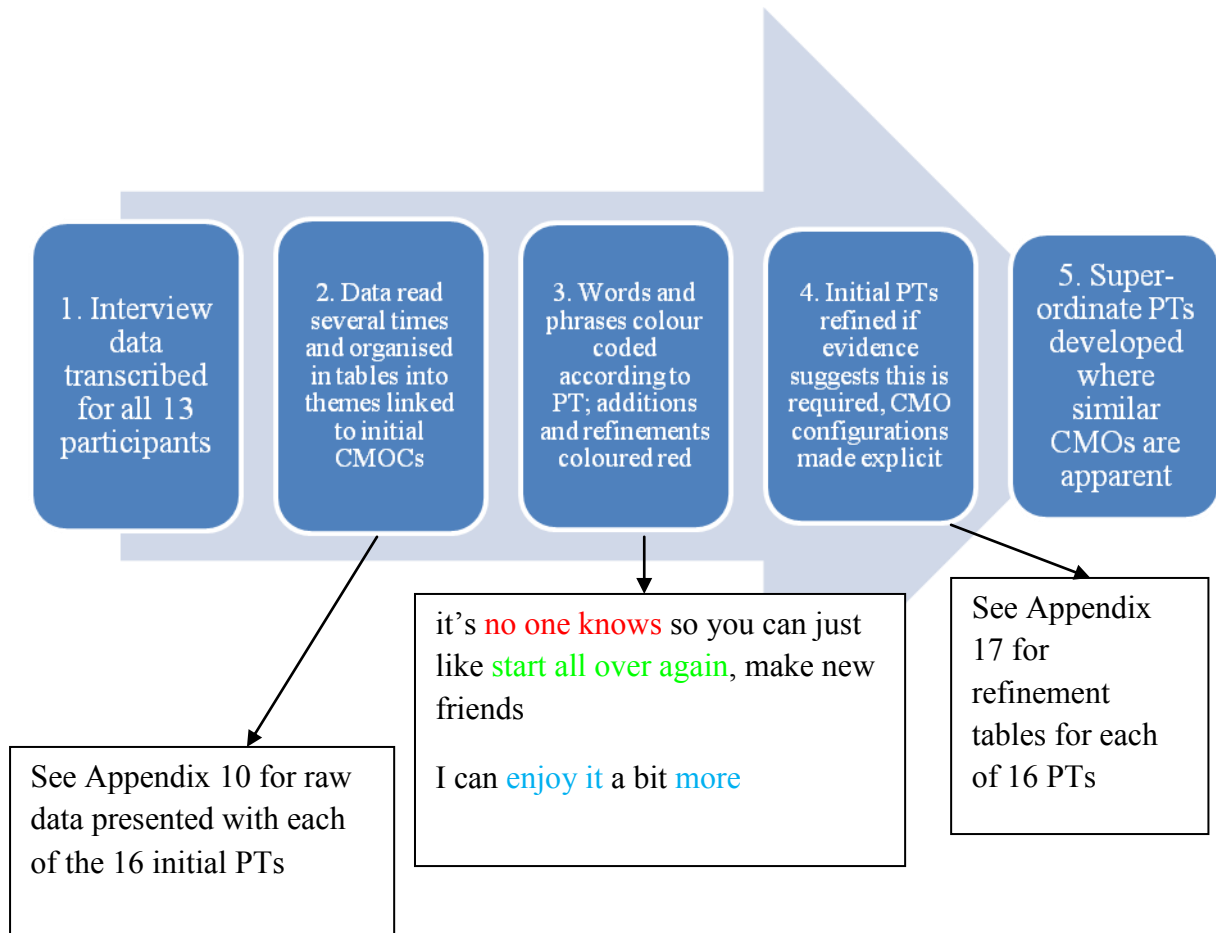 1. Interview
data
transcribed
for all 13
participants
2. Data read
several times
and organised
in tables into
themes linked
to initial
CMOCs
3. Words and
phrases colour
coded
according to
PT; additions
and refinements
coloured red
4. Initial PTs
refined if
evidence
suggests this is
required, CMO
configurations
made explicit
5. Super-
ordinate PTs
developed
where
similar
CMOs are
apparent
See Appendix 10 for raw
data presented with each
of the 16 initial PTs
it’s no one knows so you can just
like start all over again, make new
friends
I can enjoy it a bit more
See Appendix
17 for
refinement
tables for each
of 16 PTs